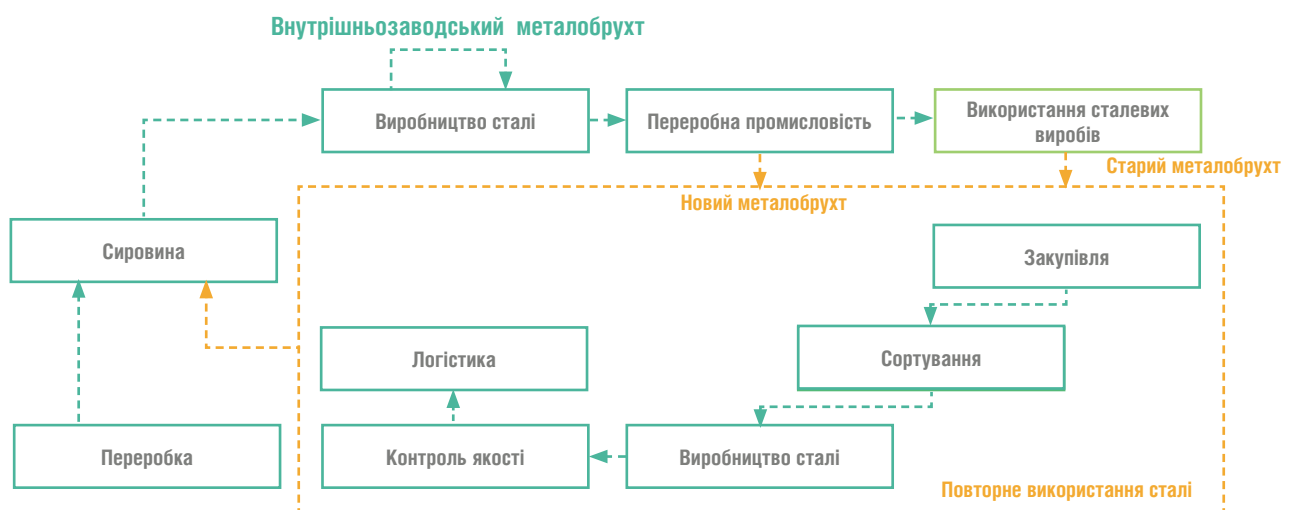 Внутрішньозаводський металобрухт
Виробництво сталі
Переробна промисловість
Використання сталевих
виробів
Старий металобрухт
Новий металобрухт
Сировина
Закупівля
Логістика
Сортування
Переробка
Контроль якості
Виробництво сталі
Повторне використання сталі